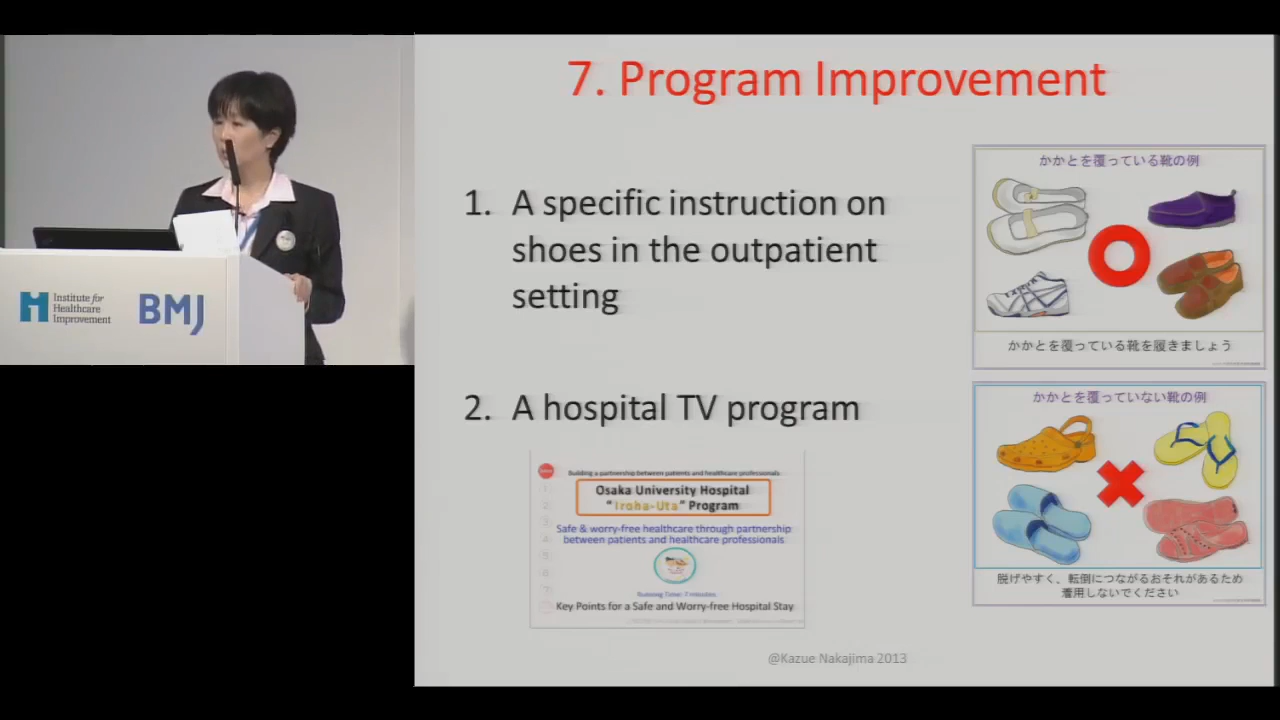 7. Program Improvement
1. A specific instruction on
shoes in the outpatient
setting
2. A hospital TV program
Building a partnership between patients and healthcare professionals
Osaka University Hospital
"Iroha-Uta" Program
Safe & worry-free healthcare through partnership
between patients and healthcare professionals
Running Time: 7 minutes
Key Points for a Safe and Worry-free Hospital Stay
かかとを覆っている靴の例
かかとを覆っている靴を履きましょう
かかとを覆っていない靴の例
脱げやすく、転倒につながるおそれがあるため
着用しないでください
@Kazue Nakajima 2013
Institute for
Healthcare
Improvement
BMJ